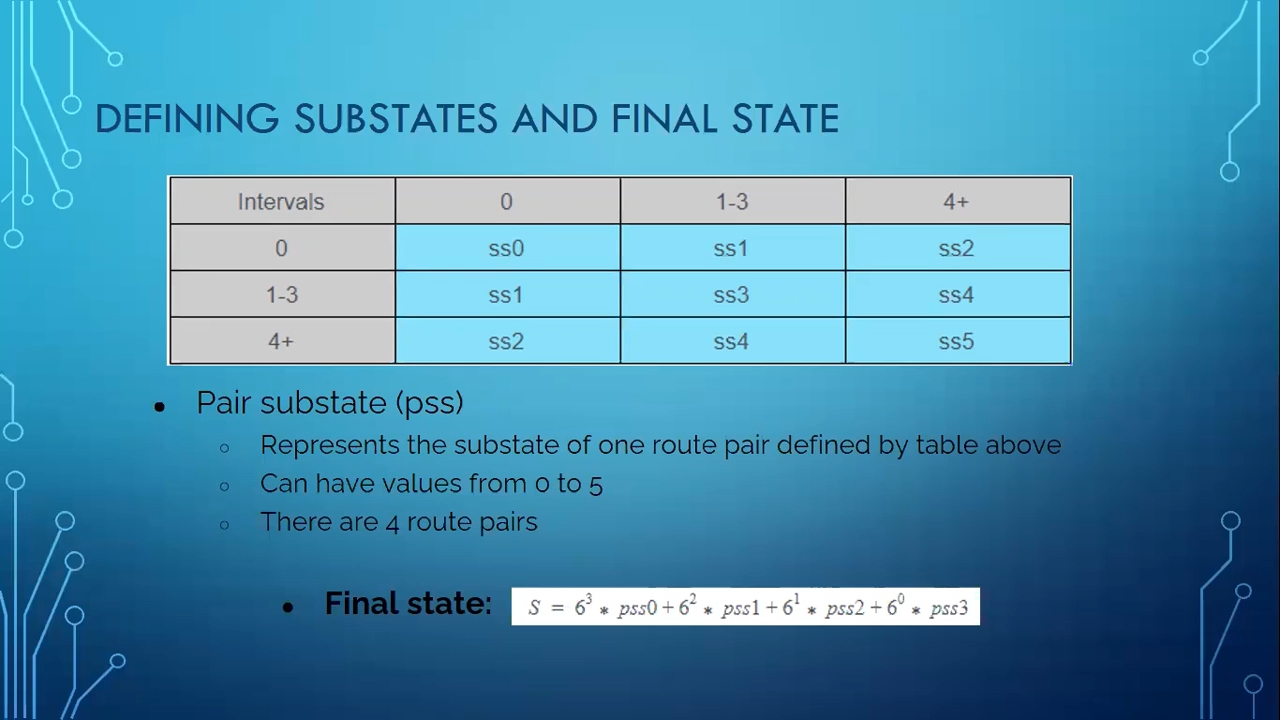 DEFINING SUBSTATES AND FINAL STATE
Intervals 0 1-3 4+
0 ss0 ss1 ss2
1-3 ss1 ss3 ss4
4+ ss2 ss4 ss5
• Pair substate (pss)
○ Represents the substate of one route pair defined by table above
○ Can have values from 0 to 5
○ There are 4 route pairs
• Final state: S = 6³ * pss0 + 6² * pss1 + 6¹ * pss2 + 6⁰ * pss3